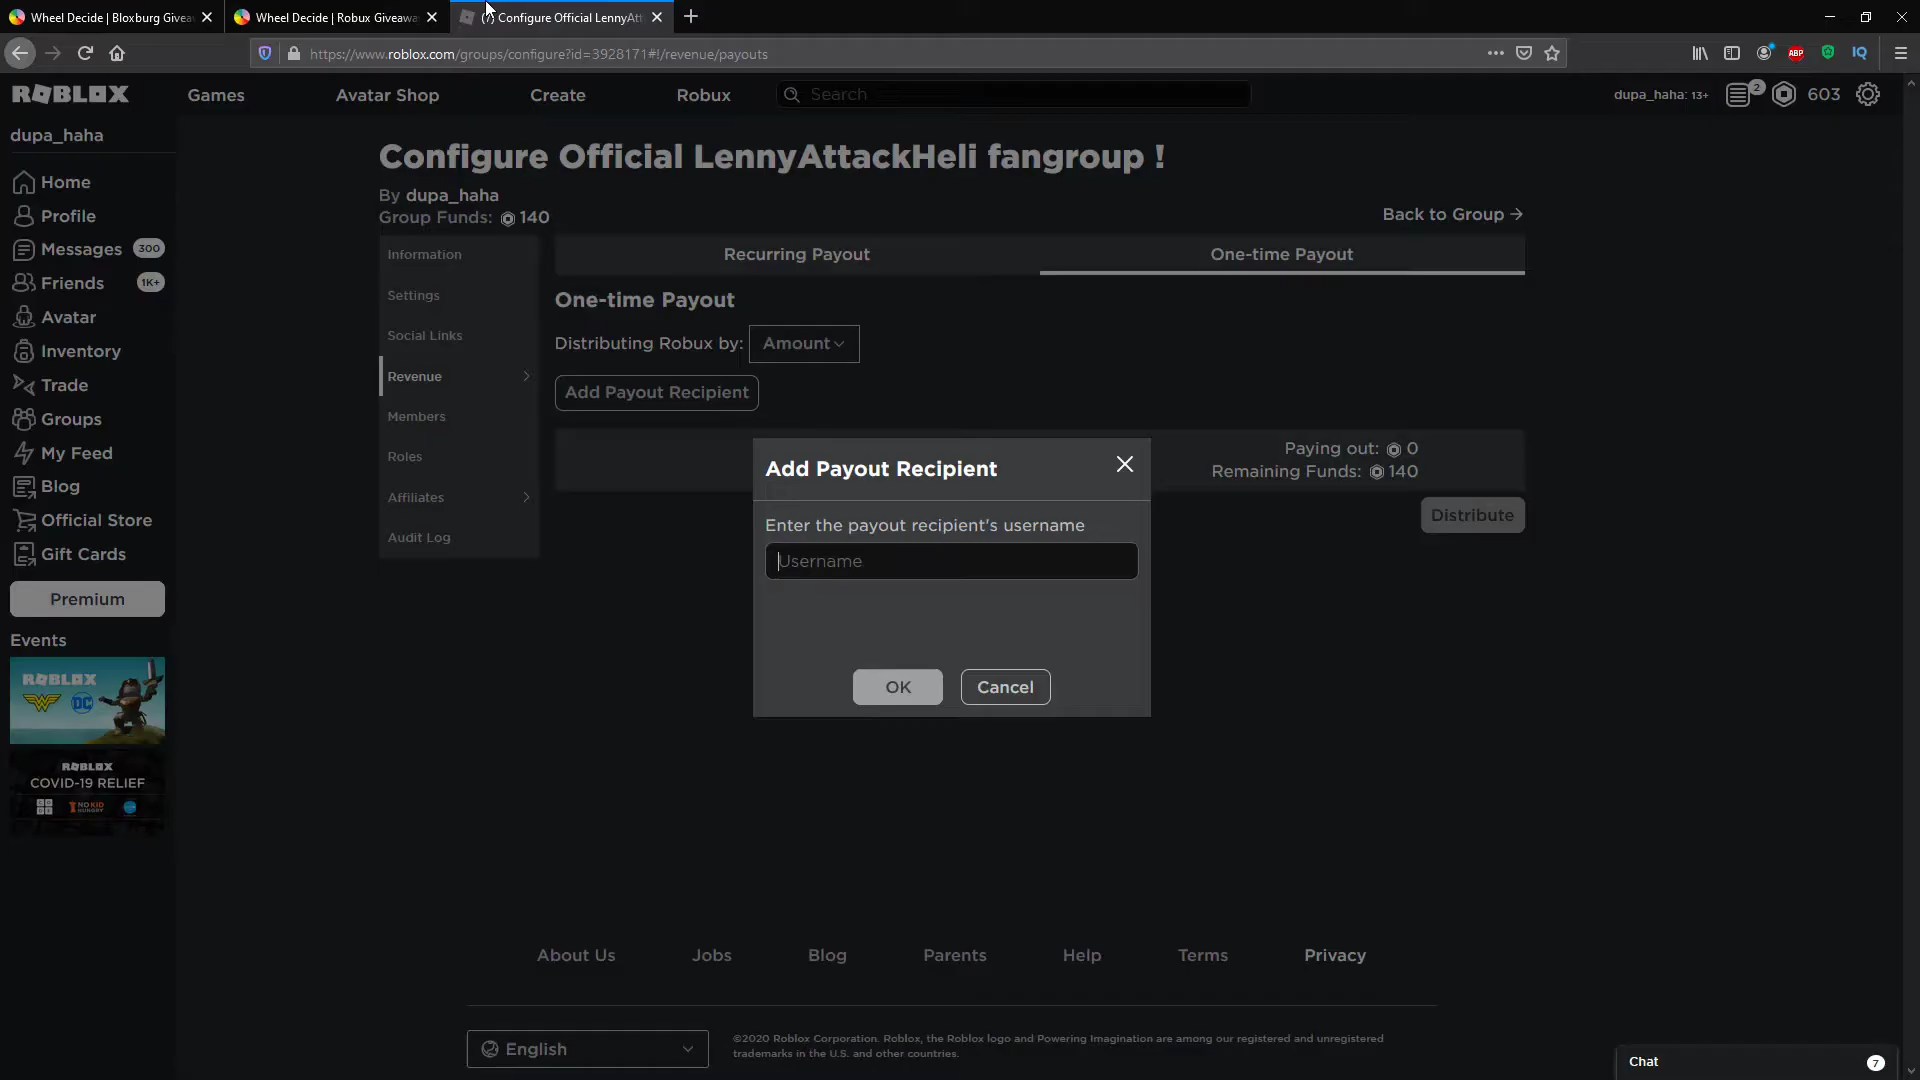 Wheel Decide | Bloxburg Givea
Wheel Decide | Robux Giveawa
Configure Official LennyAtt
https://www.roblox.com/groups/configure?id=3928171#!/revenue/payouts
ABP
IQ
ROBLOX
Games
Avatar Shop
Create
Robux
Search
dupa_haha: 13+
2
603
dupa_haha
Home
Profile
Messages 300
Friends 1K+
Avatar
Inventory
Trade
Groups
My Feed
Blog
Official Store
Gift Cards
Premium
Events
ROBLOX
DC
ROBLOX
COVID-19 RELIEF
NO KID
HUNGRY
Configure Official LennyAttackHeli fangroup !
By dupa_haha
Group Funds: 140
Back to Group →
Information
Settings
Social Links
Revenue
Members
Roles
Affiliates
Audit Log
Recurring Payout
One-time Payout
One-time Payout
Distributing Robux by: Amount
Add Payout Recipient
Paying out: 0
Remaining Funds: 140
Distribute
Add Payout Recipient
Enter the payout recipient's username
Username
OK
Cancel
About Us
Jobs
Blog
Parents
Help
Terms
Privacy
English
©2020 Roblox Corporation. Roblox, the Roblox logo and Powering Imagination are among our registered and unregistered
trademarks in the U.S. and other countries.
Chat
7